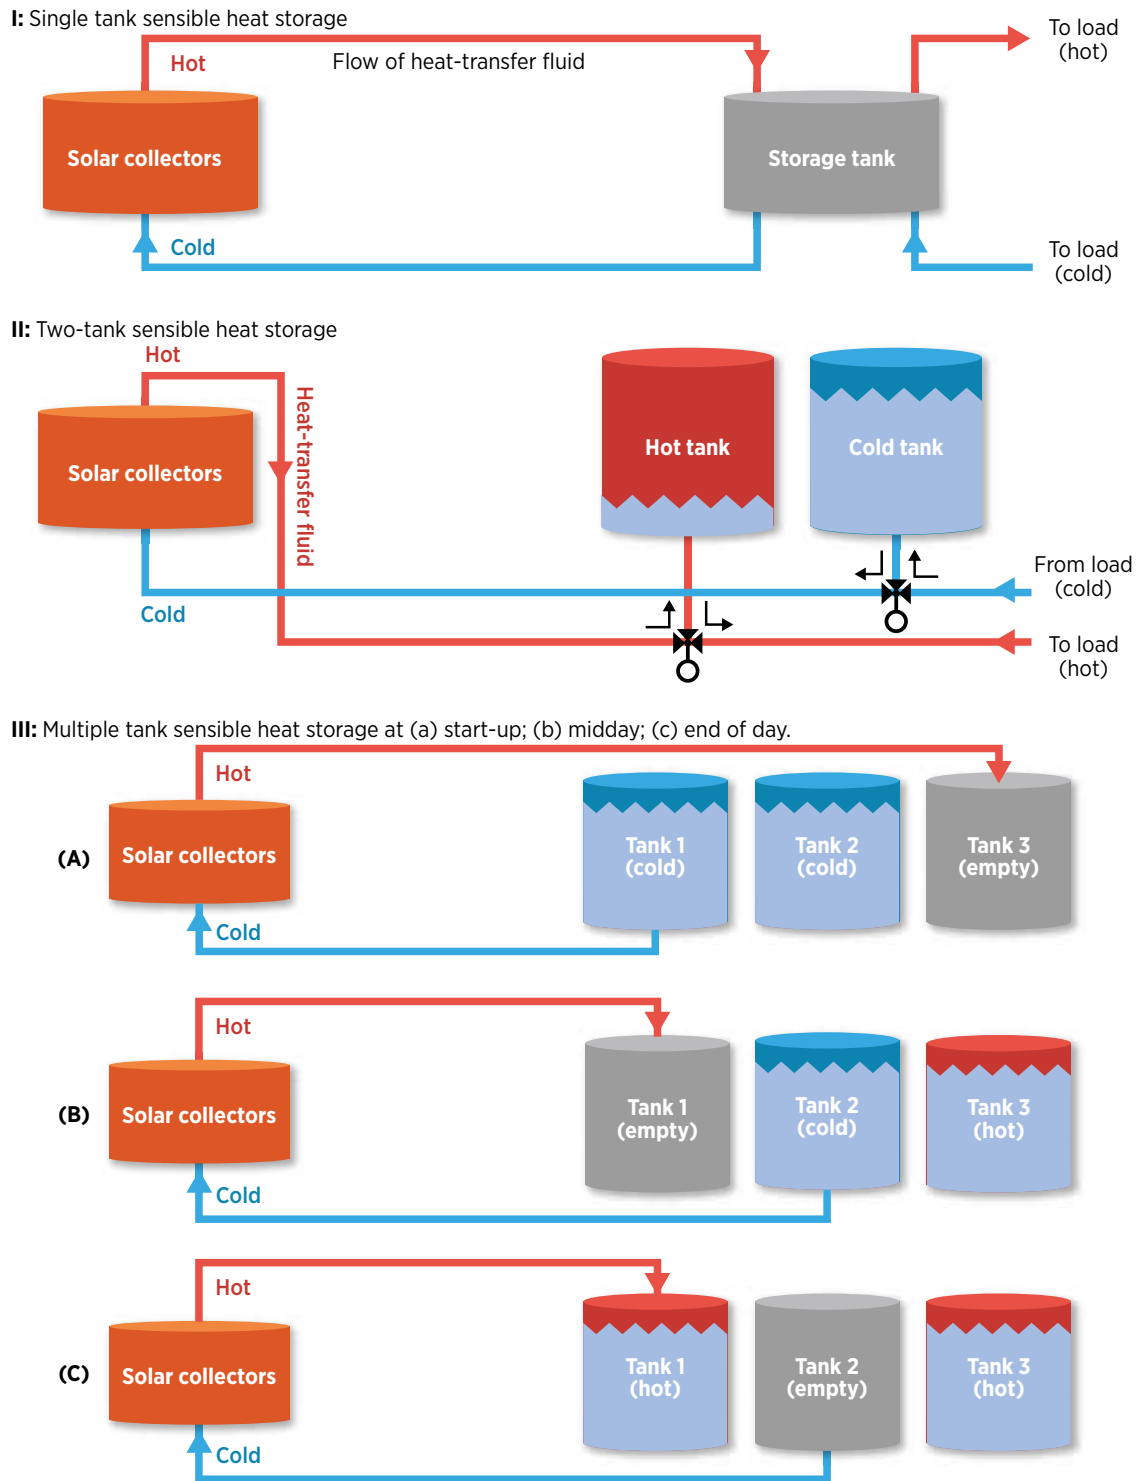 I: Single tank sensible heat storage
To load
(hot)
Hot
Flow of heat-transfer fluid
Solar collectors
Storage tank
Cold
To load
(cold)
II: Two-tank sensible heat storage
Hot
Heat-transfer fluid
Hot tank
Cold tank
Solar collectors
From load
(cold)
Cold
To load
(hot)
III: Multiple tank sensible heat storage at (a) start-up; (b) midday; (c) end of day.
Hot
(A)
Solar collectors
Tank 1
(cold)
Tank 2
(cold)
Tank 3
(empty)
Cold
Hot
(B)
Solar collectors
Tank 1
(empty)
Tank 2
(cold)
Tank 3
(hot)
Cold
Hot
(C)
Solar collectors
Tank 1
(hot)
Tank 2
(empty)
Tank 3
(hot)
Cold